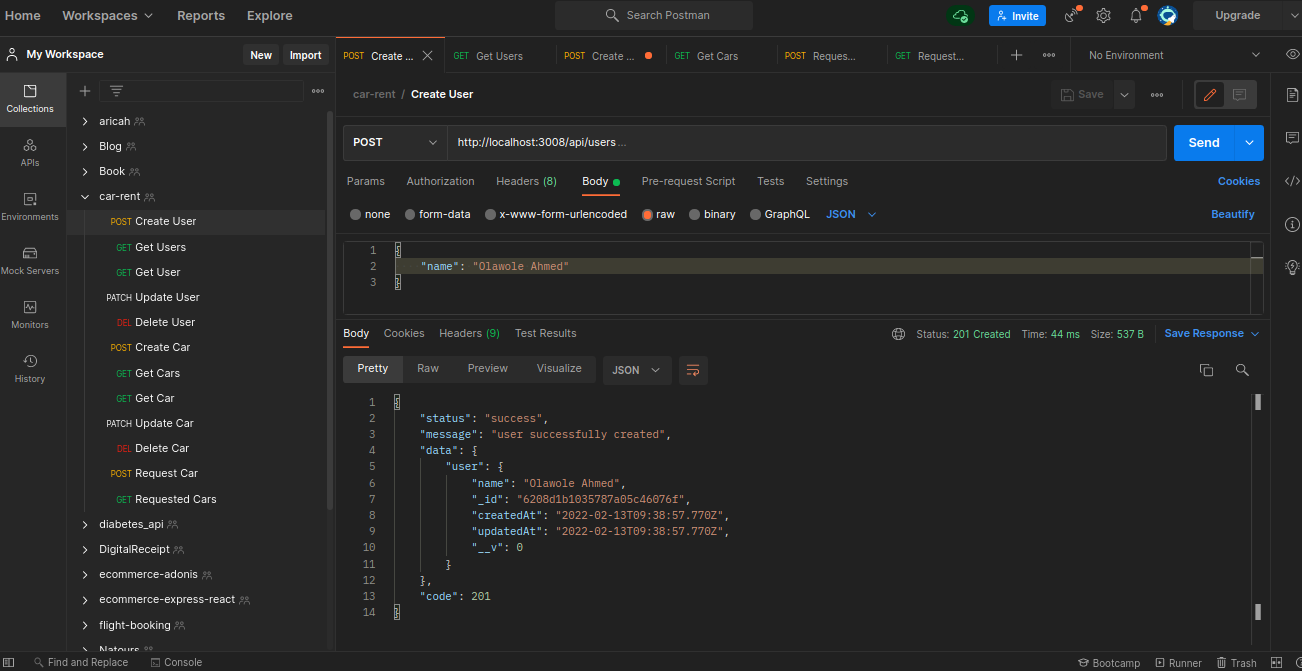 Home Workspaces Reports Explore Search Postman Invite Upgrade
My Workspace New Import
POST Create ... GET Get Users POST Create ... GET Get Cars POST Reques... GET Request... No Environment
Collections
APIs
Environments
Mock Servers
Monitors
History
aricah
Blog
Book
car-rent
POST Create User
GET Get Users
GET Get User
PATCH Update User
DEL Delete User
POST Create Car
GET Get Cars
GET Get Car
PATCH Update Car
DEL Delete Car
POST Request Car
GET Requested Cars
diabetes_api
DigitalReceipt
ecommerce-adonis
ecommerce-express-react
flight-booking
Natours
car-rent / Create User Save
POST http://localhost:3008/api/users ... Send
Params Authorization Headers (8) Body Pre-request Script Tests Settings Cookies
none form-data x-www-form-urlencoded raw binary GraphQL JSON Beautify
1 {
2 "name": "Olawole Ahmed"
3 }
Body Cookies Headers (9) Test Results Status: 201 Created Time: 44 ms Size: 537 B Save Response
Pretty Raw Preview Visualize JSON
1 {
2 "status": "success",
3 "message": "user successfully created",
4 "data": {
5 "user": {
6 "name": "Olawole Ahmed",
7 "_id": "6208d1b1035787a05c46076f",
8 "createdAt": "2022-02-13T09:38:57.770Z",
9 "updatedAt": "2022-02-13T09:38:57.770Z",
10 "__v": 0
11 }
12 },
13 "code": 201
14 }
Find and Replace Console Bootcamp Runner Trash